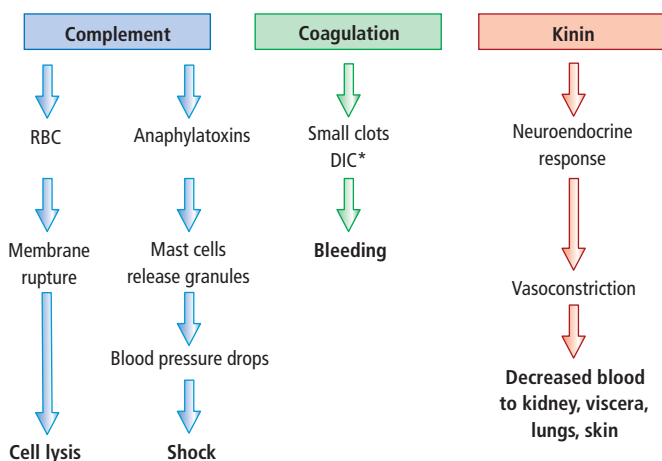 Complement
Coagulation
Kinin
RBC
Anaphylatoxins
Small clots
DIC*
Neuroendocrine
response
Membrane
rupture
Mast cells
release granules
Bleeding
Vasoconstriction
Blood pressure drops
Decreased blood
to kidney, viscera,
lungs, skin
Cell lysis
Shock